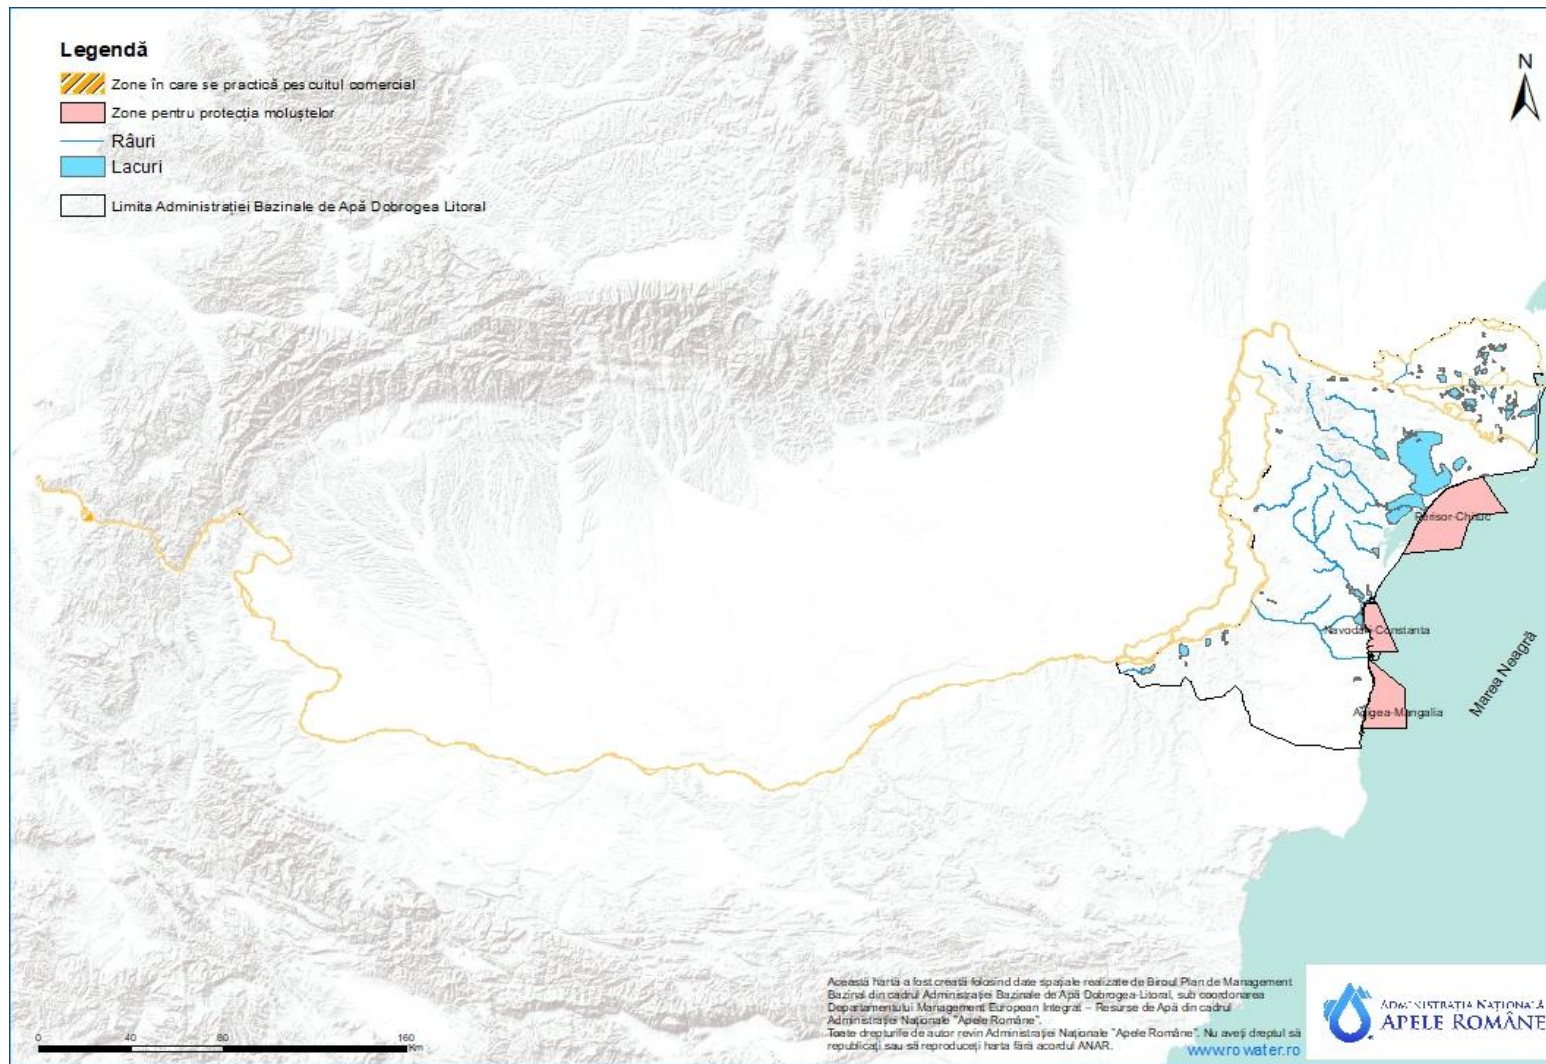 Legendă
Zone în care se practică pescuitul comercial
Zone pentru protecția moluștelor
Râuri
Lacuri
Limita Administrației Bazinale de Apă Dobrogea Litoral
N
Navodari-Constanta
Agigea-Mangalia
Marea Neagră
0 40 80 160
Km
Această hartă a fost creată folosind date spațiale realizate de Biroul Plan de Management
Bazinal din cadrul Administrației Bazinale de Apă Dobrogea-Litoral, sub coordonarea
Departamentului Management European Integrat – Resurse de Apă din cadrul
Administrației Naționale "Apele Române".
Toate drepturile de autor revin Administrației Naționale "Apele Române". Nu aveți dreptul să
republicați sau să reproduceți harta fără acordul ANAR.
www.rowater.ro
ADMINISTRAȚIA NAȚIONALĂ
APELE ROMÂNE